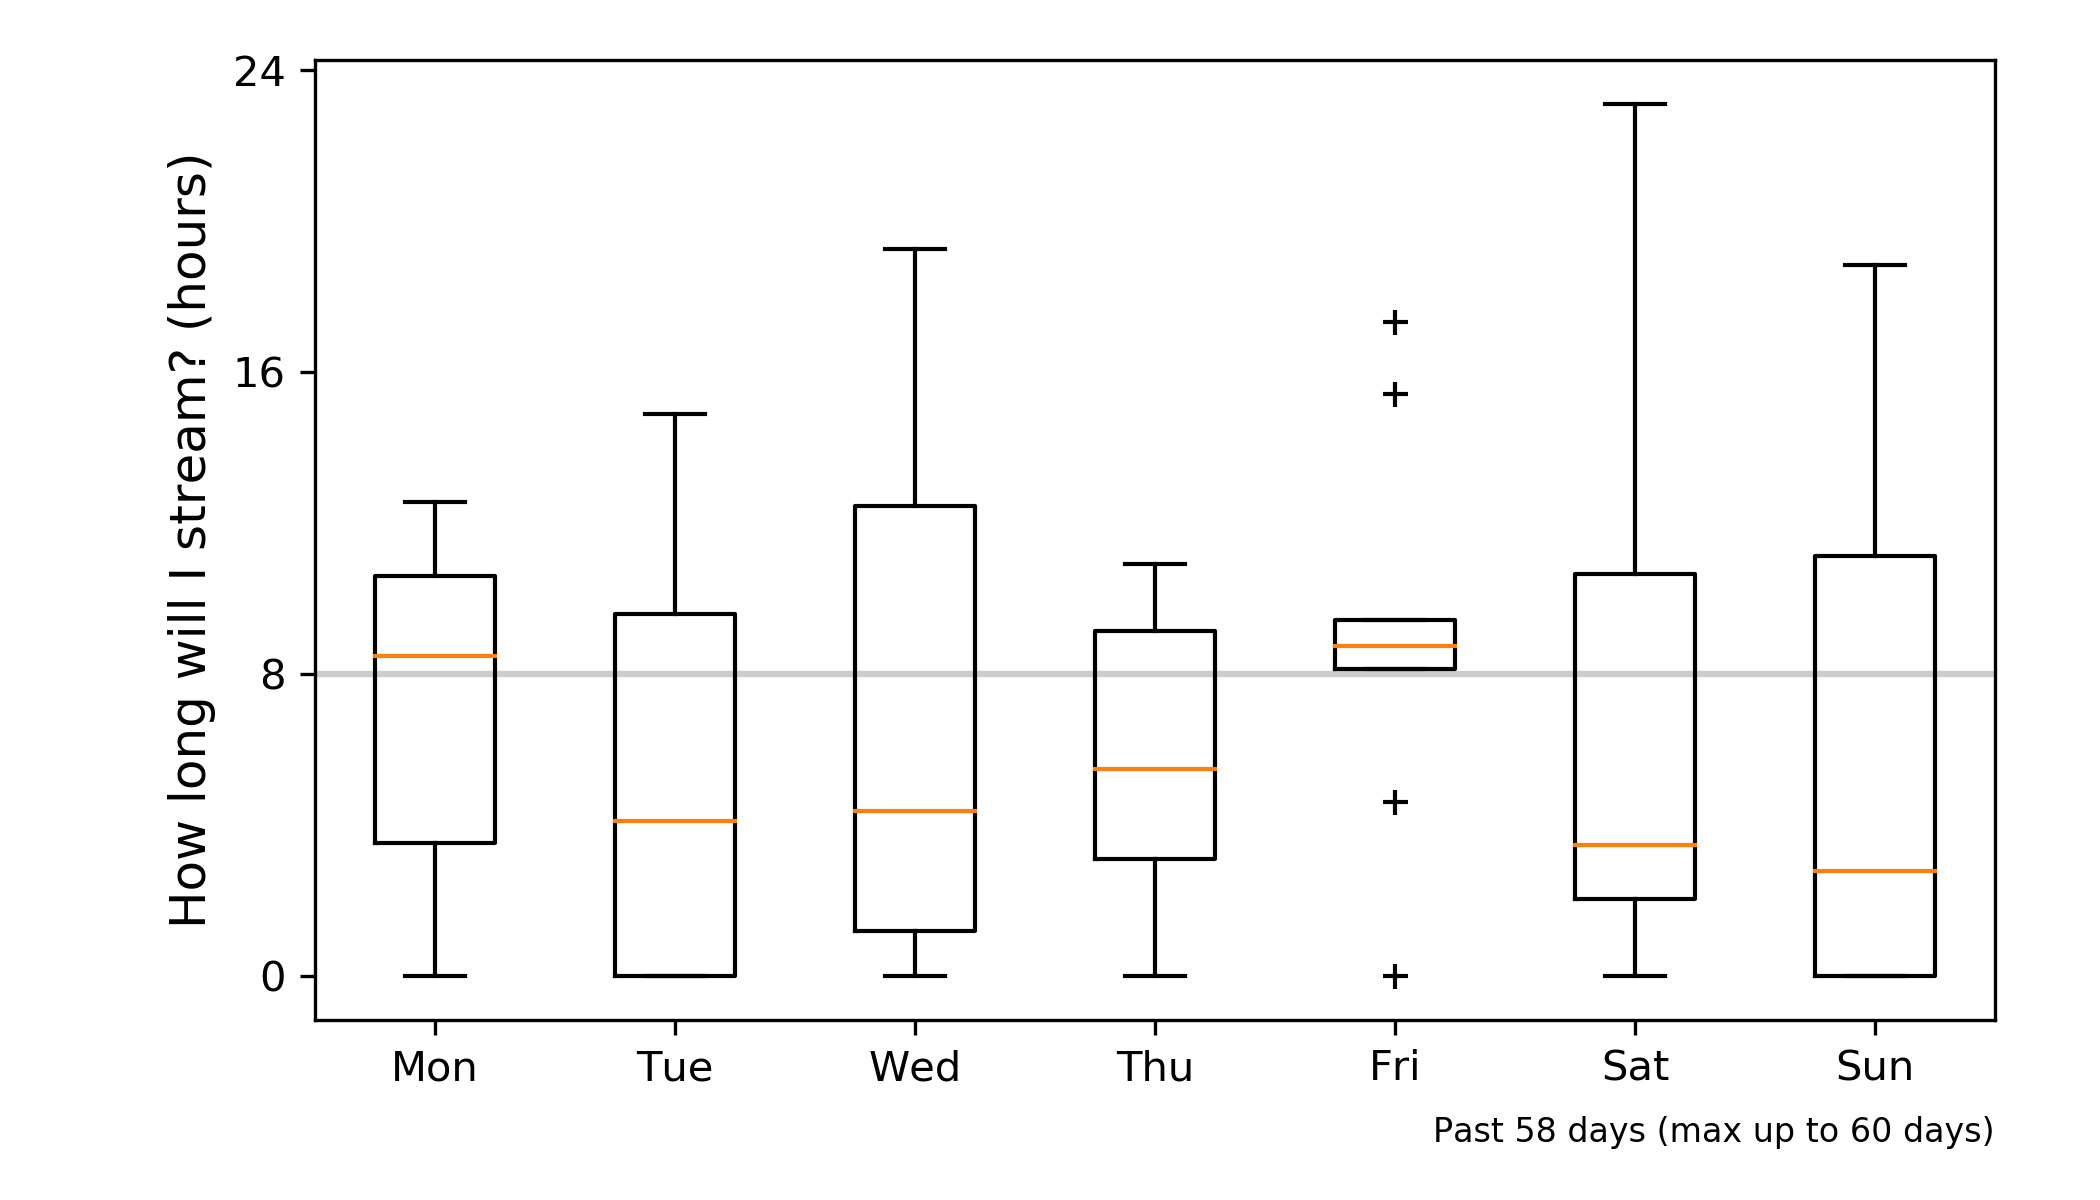 How long will I stream? (hours)
24
16
8
0
Mon Tue Wed Thu Fri Sat Sun
Past 58 days (max up to 60 days)